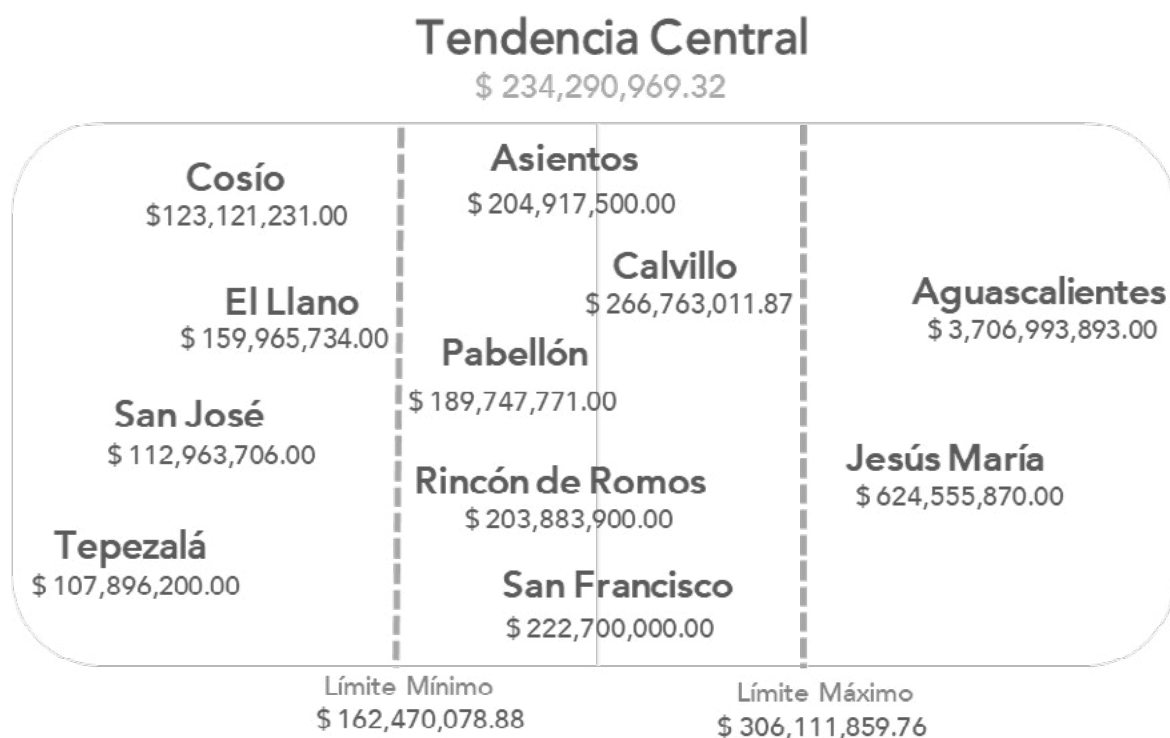 Tendencia Central
$ 234,290,969.32
Cosío
$123,121,231.00
El Llano
$ 159,965,734.00
San José
$ 112,963,706.00
Tepezalá
$ 107,896,200.00
Asientos
$ 204,917,500.00
Calvillo
$ 266,763,011.87
Pabellón
$ 189,747,771.00
Rincón de Romos
$ 203,883,900.00
San Francisco
$ 222,700,000.00
Aguascalientes
$ 3,706,993,893.00
Jesús María
$ 624,555,870.00
Límite Mínimo
$ 162,470,078.88
Límite Máximo
$ 306,111,859.76